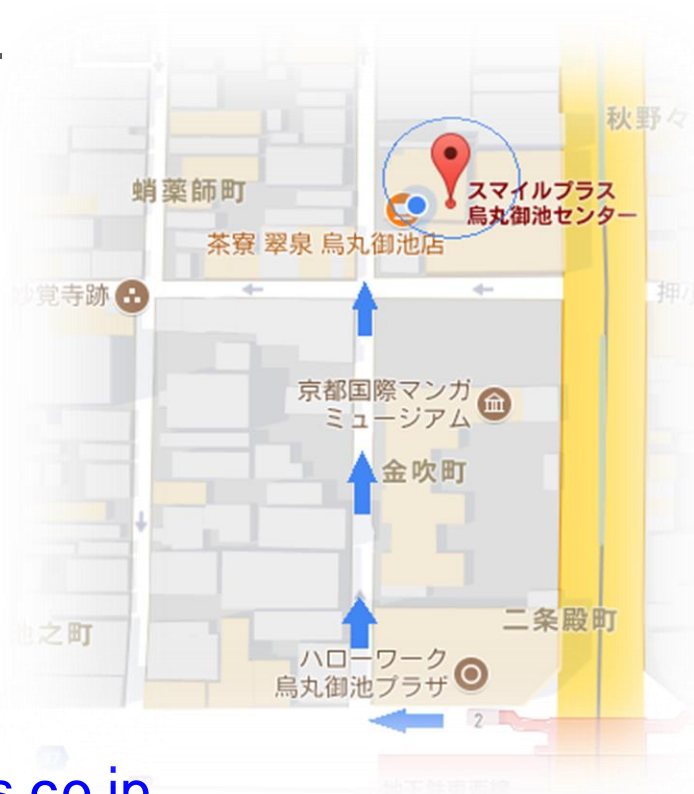 秋野々
蛸薬師町
スマイルプラス
烏丸御池センター
茶寮 翠泉 烏丸御池店
覚寺跡
押
京都国際マンガ
ミュージアム
金吹町
二条殿町
之町
ハローワーク
烏丸御池プラザ
2
s.co.jp